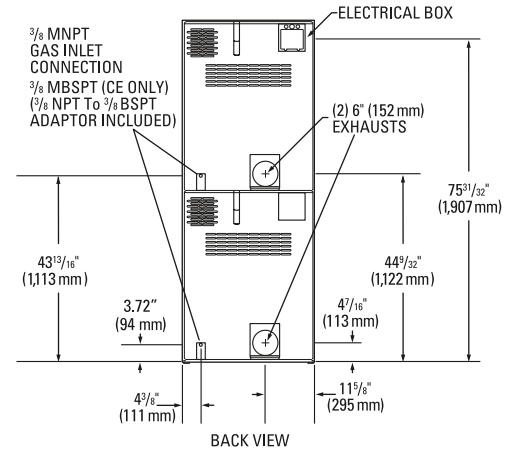 ELECTRICAL BOX
3/8 MNPT
GAS INLET
CONNECTION
3/8 MBSPT (CE ONLY)
(3/8 NPT To 3/8 BSPT
ADAPTOR INCLUDED)
(2) 6" (152 mm)
EXHAUSTS
75 31/32"
(1,907 mm)
43 13/16"
(1,113 mm)
44 9/32"
(1,122 mm)
3.72"
(94 mm)
4 7/16"
(113 mm)
4 3/8"
(111 mm)
11 5/8"
(295 mm)
BACK VIEW